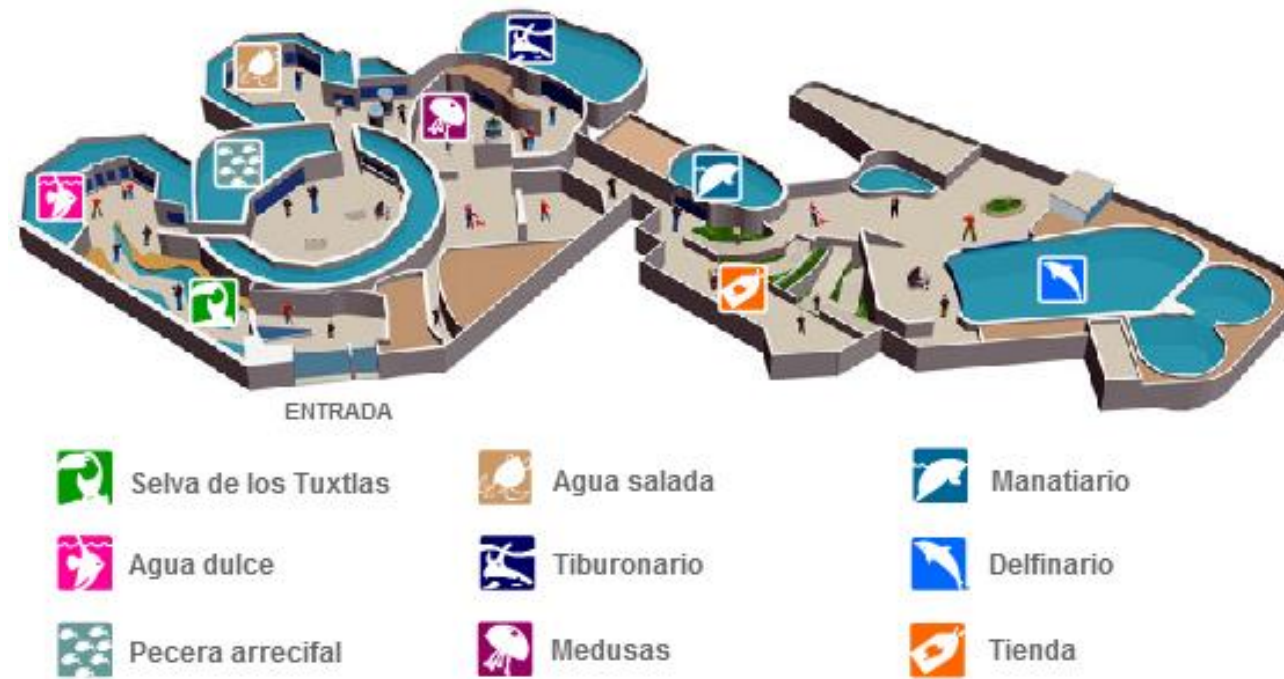 ENTRADA
Selva de los Tuxtlas
Agua salada
Manatiario
Agua dulce
Tiburonario
Delfinario
Pecera arrecifal
Medusas
Tienda